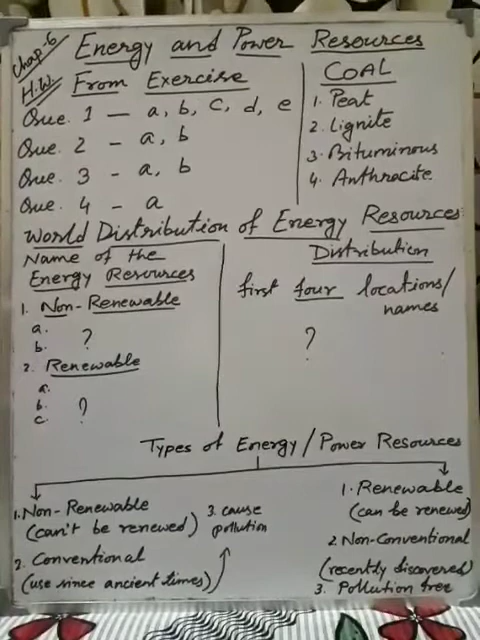 Chap.6
Energy and Power Resources
H.W. From Exercise
Que. 1 — a, b, c, d, e
Que. 2 - a, b
Que. 3 - a, b
Que. 4 - a
COAL
1. Peat
2. Lignite
3. Bituminous
4. Anthracite
World Distribution of Energy Resources
Name of the
Energy Resources
1. Non-Renewable
a.
b. ?
2. Renewable
a.
b. ?
c.
Distribution
first four locations/
names
?
Types of Energy/Power Resources
1. Non-Renewable
(can't be renewed)
2. Conventional
(use since ancient times)
3. cause
pollution
1. Renewable
(can be renewed)
2. Non-Conventional
(recently discovered)
3. Pollution free